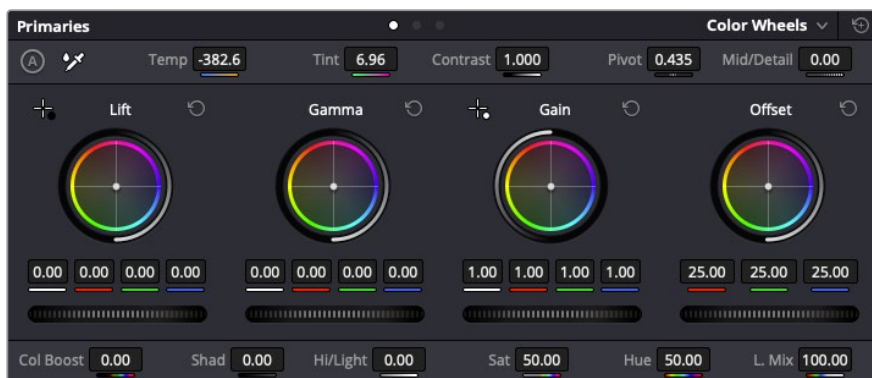 Primaries Color Wheels
A Temp -382.6 Tint 6.96 Contrast 1.000 Pivot 0.435 Mid/Detail 0.00
Lift Gamma Gain Offset
0.00 0.00 0.00 0.00 0.00 0.00 0.00 0.00 1.00 1.00 1.00 1.00 25.00 25.00 25.00
Col Boost 0.00 Shad 0.00 Hi/Light 0.00 Sat 50.00 Hue 50.00 L. Mix 100.00